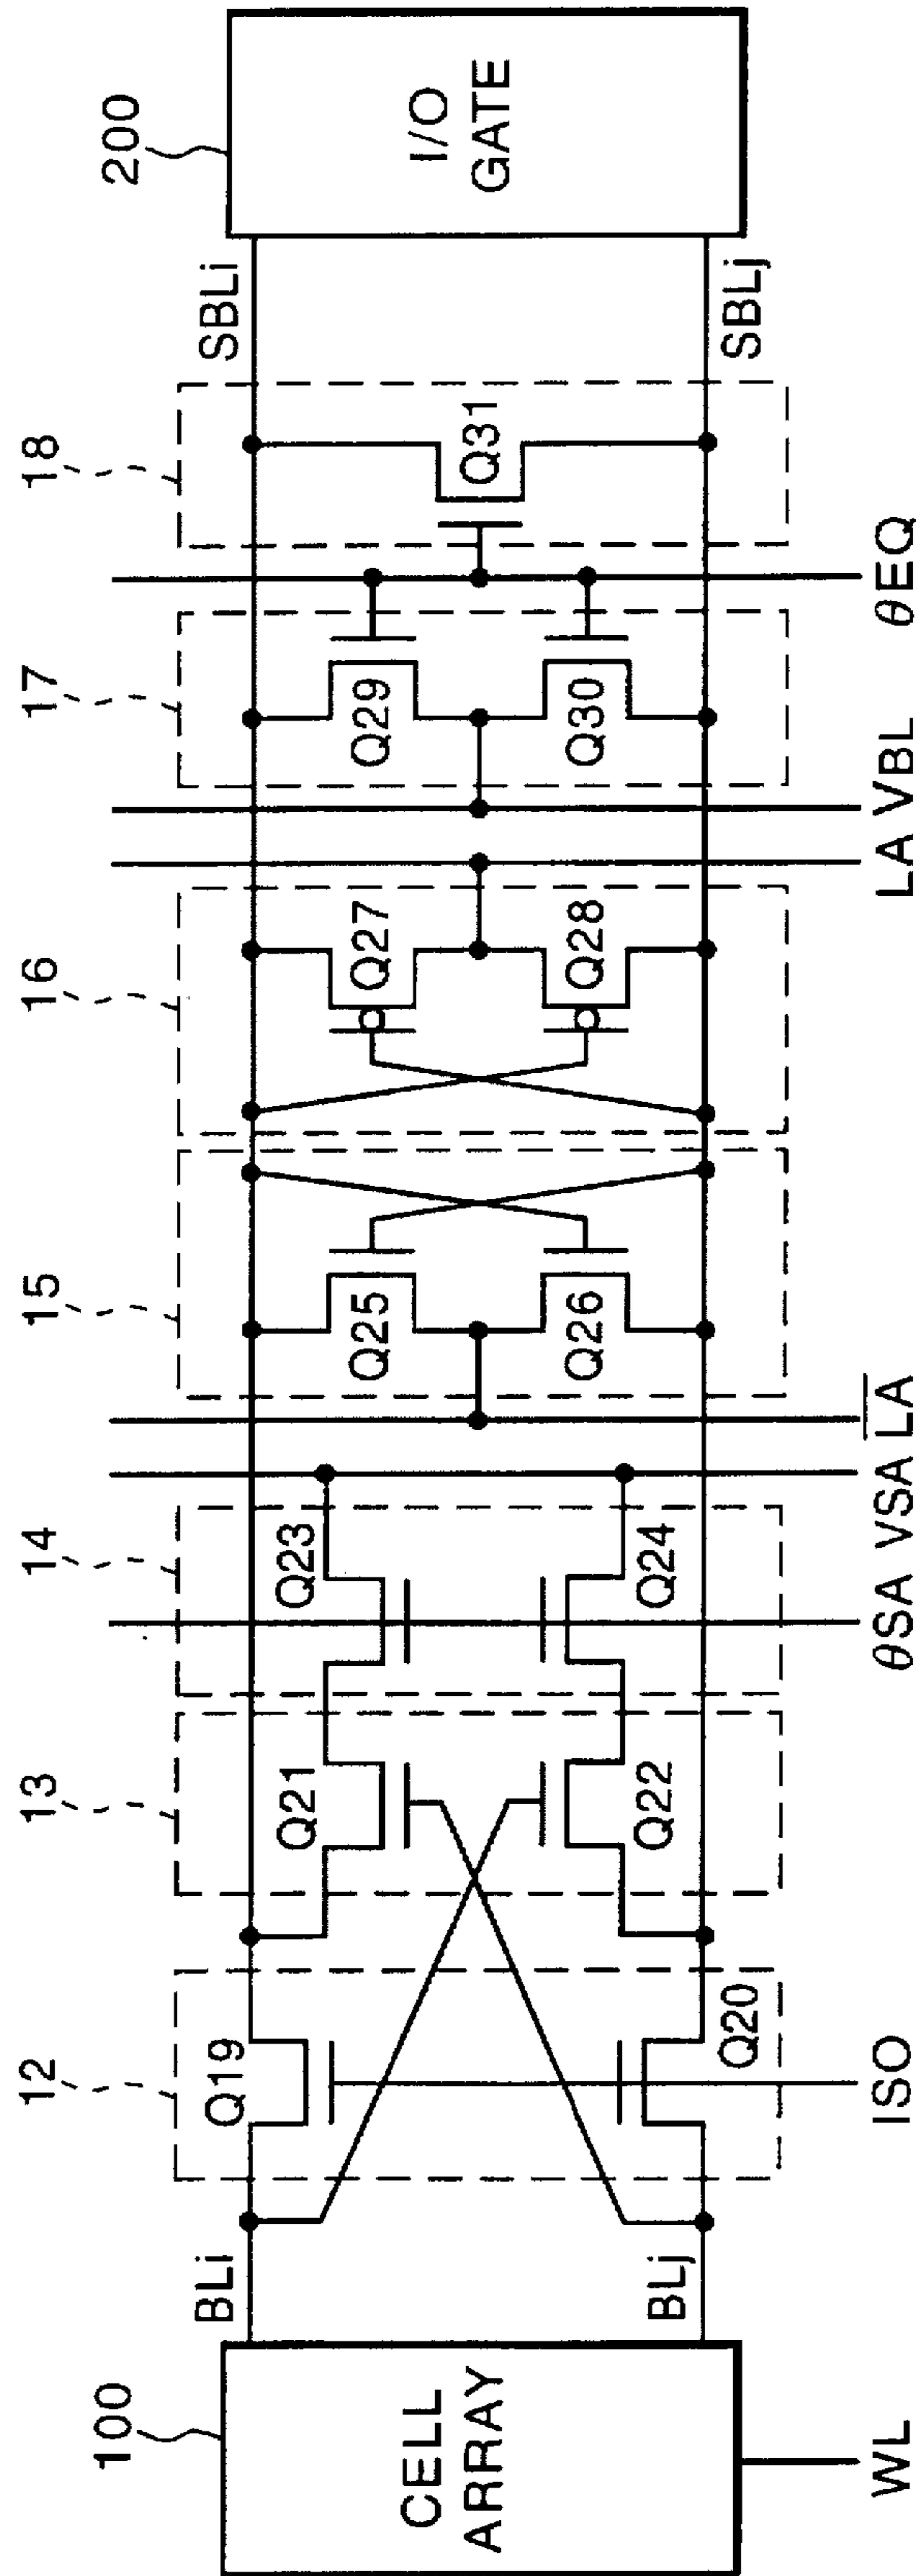 100
CELL
ARRAY
WL
BLi
BLj
12
Q19
Q20
ISO
13
Q21
Q22
14
Q23
Q24
θSA
VSA
15
Q25
Q26
L̅A̅
16
Q27
Q28
LA
17
Q29
Q30
VBL
18
Q31
θEQ
SBLi
SBLj
200
I/O
GATE